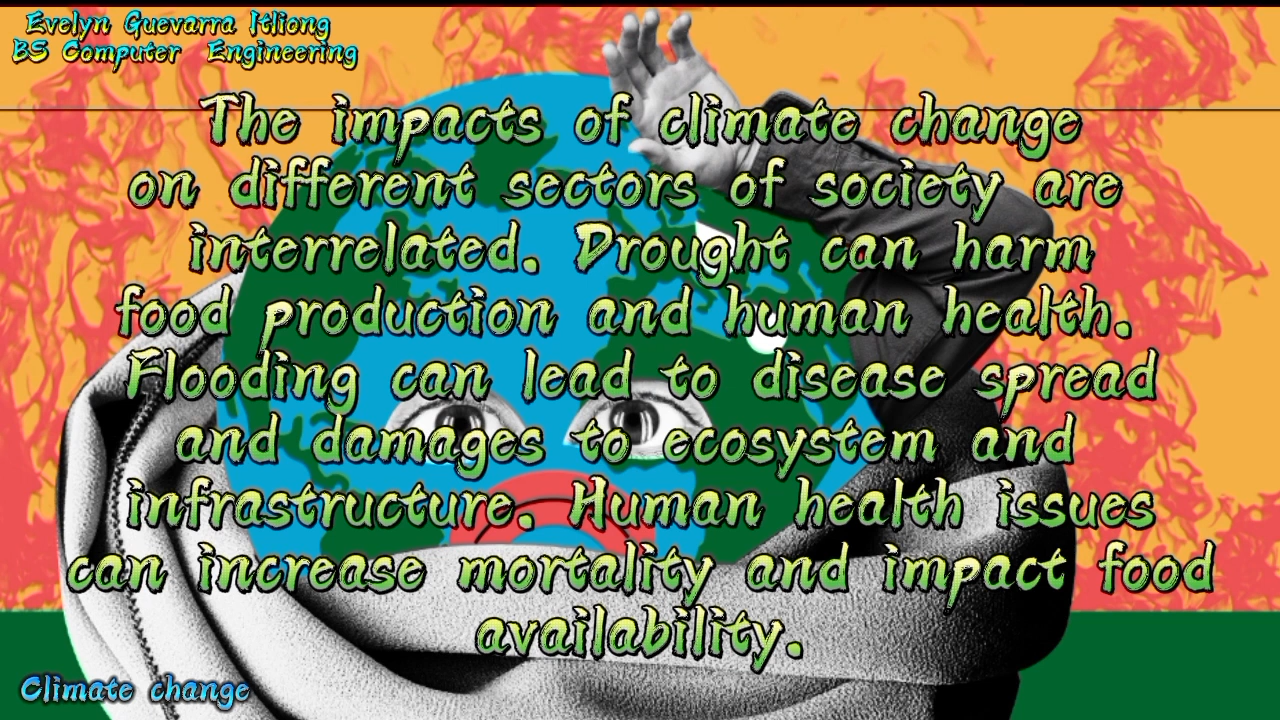 Evelyn Guevarra Itliong
BS Computer Engineering
The impacts of climate change
on different sectors of society are
interrelated. Drought can harm
food production and human health.
Flooding can lead to disease spread
and damages to ecosystem and
infrastructure. Human health issues
can increase mortality and impact food
availability.
Climate change